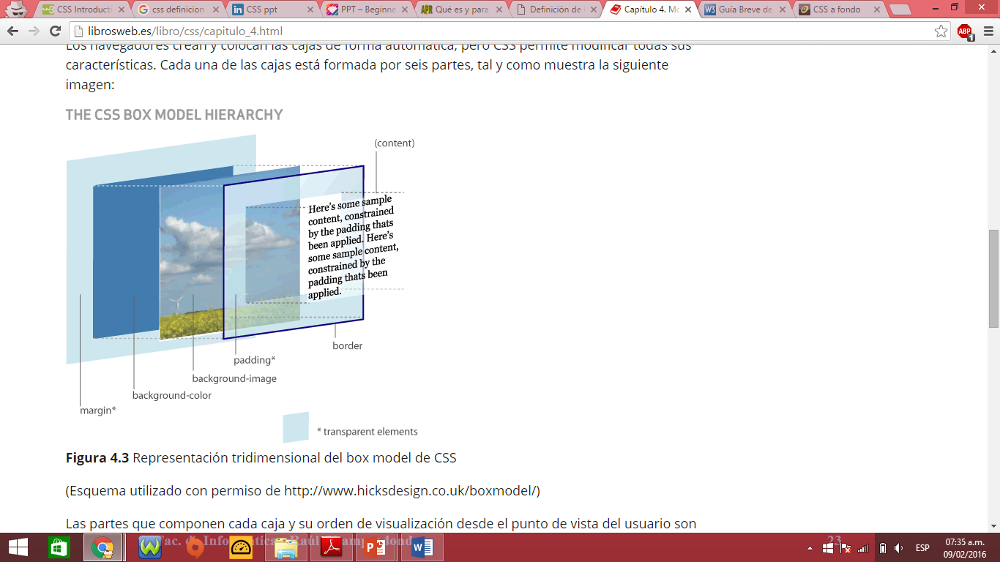 CSS Introducti
css definicion
CSS ppt
PPT – Beginne
Qué es y para
Definición de
Capítulo 4. Mo
Guía Breve de
CSS a fondo
librosweb.es/libro/css/capitulo_4.html
ABP
1
Los navegadores crean y colocan las cajas de forma automática, pero CSS permite modificar todas sus
características. Cada una de las cajas está formada por seis partes, tal y como muestra la siguiente
imagen:
THE CSS BOX MODEL HIERARCHY
(content)
Here's some sample
content, constrained
by the padding thats
been applied. Here's
some sample content,
constrained by the
padding thats been
applied.
border
padding*
background-image
background-color
margin*
* transparent elements
Figura 4.3 Representación tridimensional del box model de CSS
(Esquema utilizado con permiso de http://www.hicksdesign.co.uk/boxmodel/)
Las partes que componen cada caja y su orden de visualización desde el punto de vista del usuario son
Informática
Raúl
23
ESP
07:35 a.m.
09/02/2016